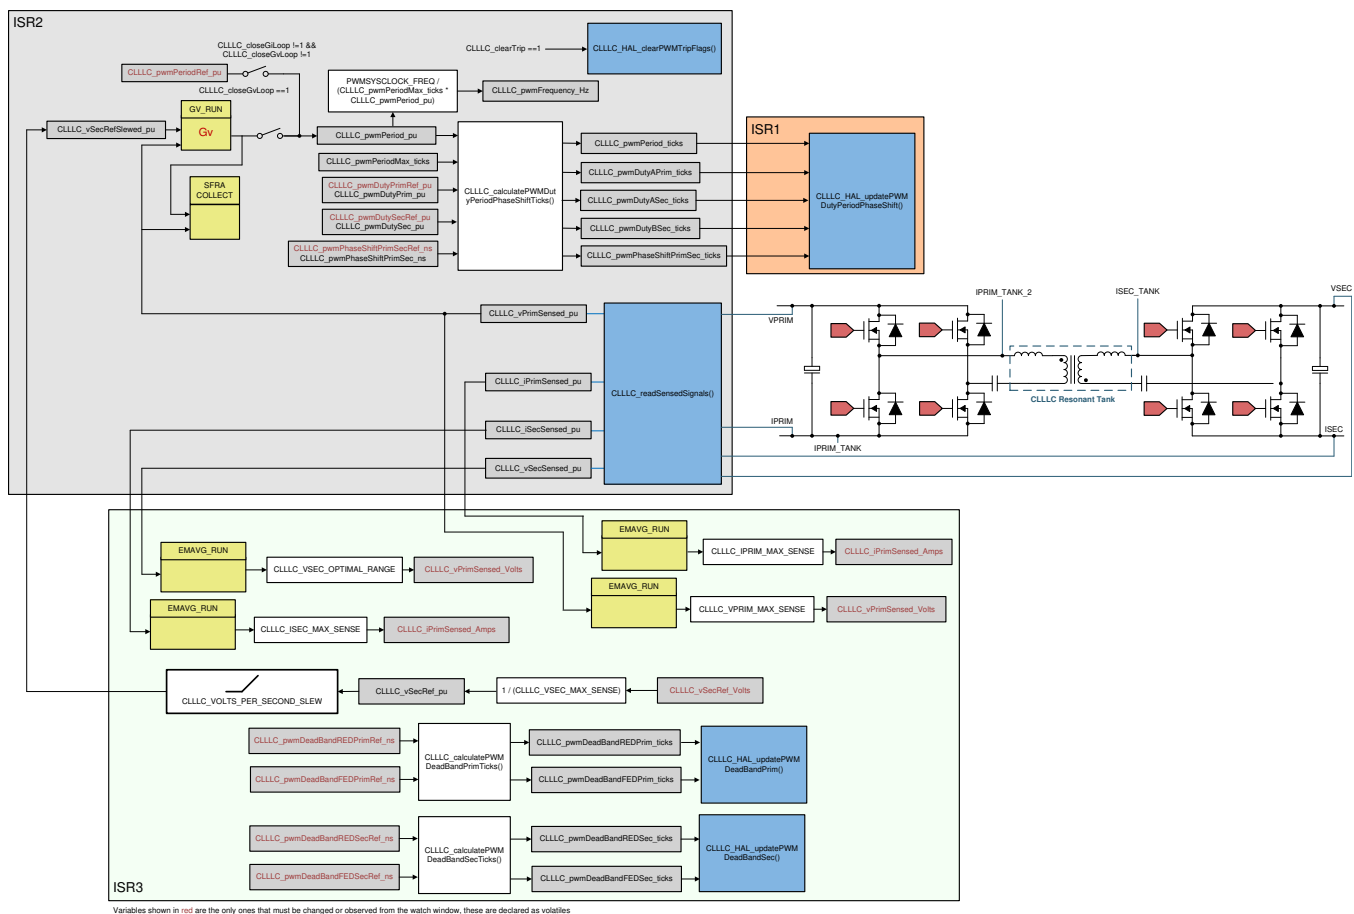 ISR2
CLLLC_closeGiLoop !=1 &&
CLLLC_closeGvLoop !=1
CLLLC_clearTrip ==1
CLLLC_HAL_clearPWMTripFlags()
CLLLC_pwmPeriodRef_pu
CLLLC_closeGvLoop ==1
PWMSYSCLOCK_FREQ /
(CLLLC_pwmPeriodMax_ticks *
CLLLC_pwmPeriod_pu)
CLLLC_pwmFrequency_Hz
GV_RUN
Gv
CLLLC_vSecRefSlewed_pu
CLLLC_pwmPeriod_pu
CLLLC_pwmPeriodMax_ticks
CLLLC_pwmDutyPrimRef_pu
CLLLC_pwmDutyPrim_pu
CLLLC_pwmDutySecRef_pu
CLLLC_pwmDutySec_pu
CLLLC_pwmPhaseShiftPrimSecRef_ns
CLLLC_pwmPhaseShiftPrimSec_ns
SFRA
COLLECT
CLLLC_calculatePWMDut
yPeriodPhaseShiftTicks()
CLLLC_pwmPeriod_ticks
CLLLC_pwmDutyAPrim_ticks
CLLLC_pwmDutyASec_ticks
CLLLC_pwmDutyBSec_ticks
CLLLC_pwmPhaseShiftPrimSec_ticks
ISR1
CLLLC_HAL_updatePWM
DutyPeriodPhaseShift()
CLLLC_vPrimSensed_pu
CLLLC_iPrimSensed_pu
CLLLC_iSecSensed_pu
CLLLC_vSecSensed_pu
CLLLC_readSensedSignals()
VPRIM
IPRIM
IPRIM_TANK
IPRIM_TANK_2
ISEC_TANK
VSEC
ISEC
CLLLC Resonant Tank
EMAVG_RUN
CLLLC_VSEC_OPTIMAL_RANGE
CLLLC_vPrimSensed_Volts
EMAVG_RUN
CLLLC_ISEC_MAX_SENSE
CLLLC_iPrimSensed_Amps
EMAVG_RUN
CLLLC_IPRIM_MAX_SENSE
CLLLC_iPrimSensed_Amps
EMAVG_RUN
CLLLC_VPRIM_MAX_SENSE
CLLLC_vPrimSensed_Volts
CLLLC_VOLTS_PER_SECOND_SLEW
CLLLC_vSecRef_pu
1 / (CLLLC_VSEC_MAX_SENSE)
CLLLC_vSecRef_Volts
CLLLC_pwmDeadBandREDPrimRef_ns
CLLLC_pwmDeadBandFEDPrimRef_ns
CLLLC_calculatePWM
DeadBandPrimTicks()
CLLLC_pwmDeadBandREDPrim_ticks
CLLLC_pwmDeadBandFEDPrim_ticks
CLLLC_HAL_updatePWM
DeadBandPrim()
CLLLC_pwmDeadBandREDSecRef_ns
CLLLC_pwmDeadBandFEDSecRef_ns
CLLLC_calculatePWM
DeadBandSecTicks()
CLLLC_pwmDeadBandREDSec_ticks
CLLLC_pwmDeadBandFEDSec_ticks
CLLLC_HAL_updatePWM
DeadBandSec()
ISR3
Variables shown in red are the only ones that must be changed or observed from the watch window, these are declared as volatiles